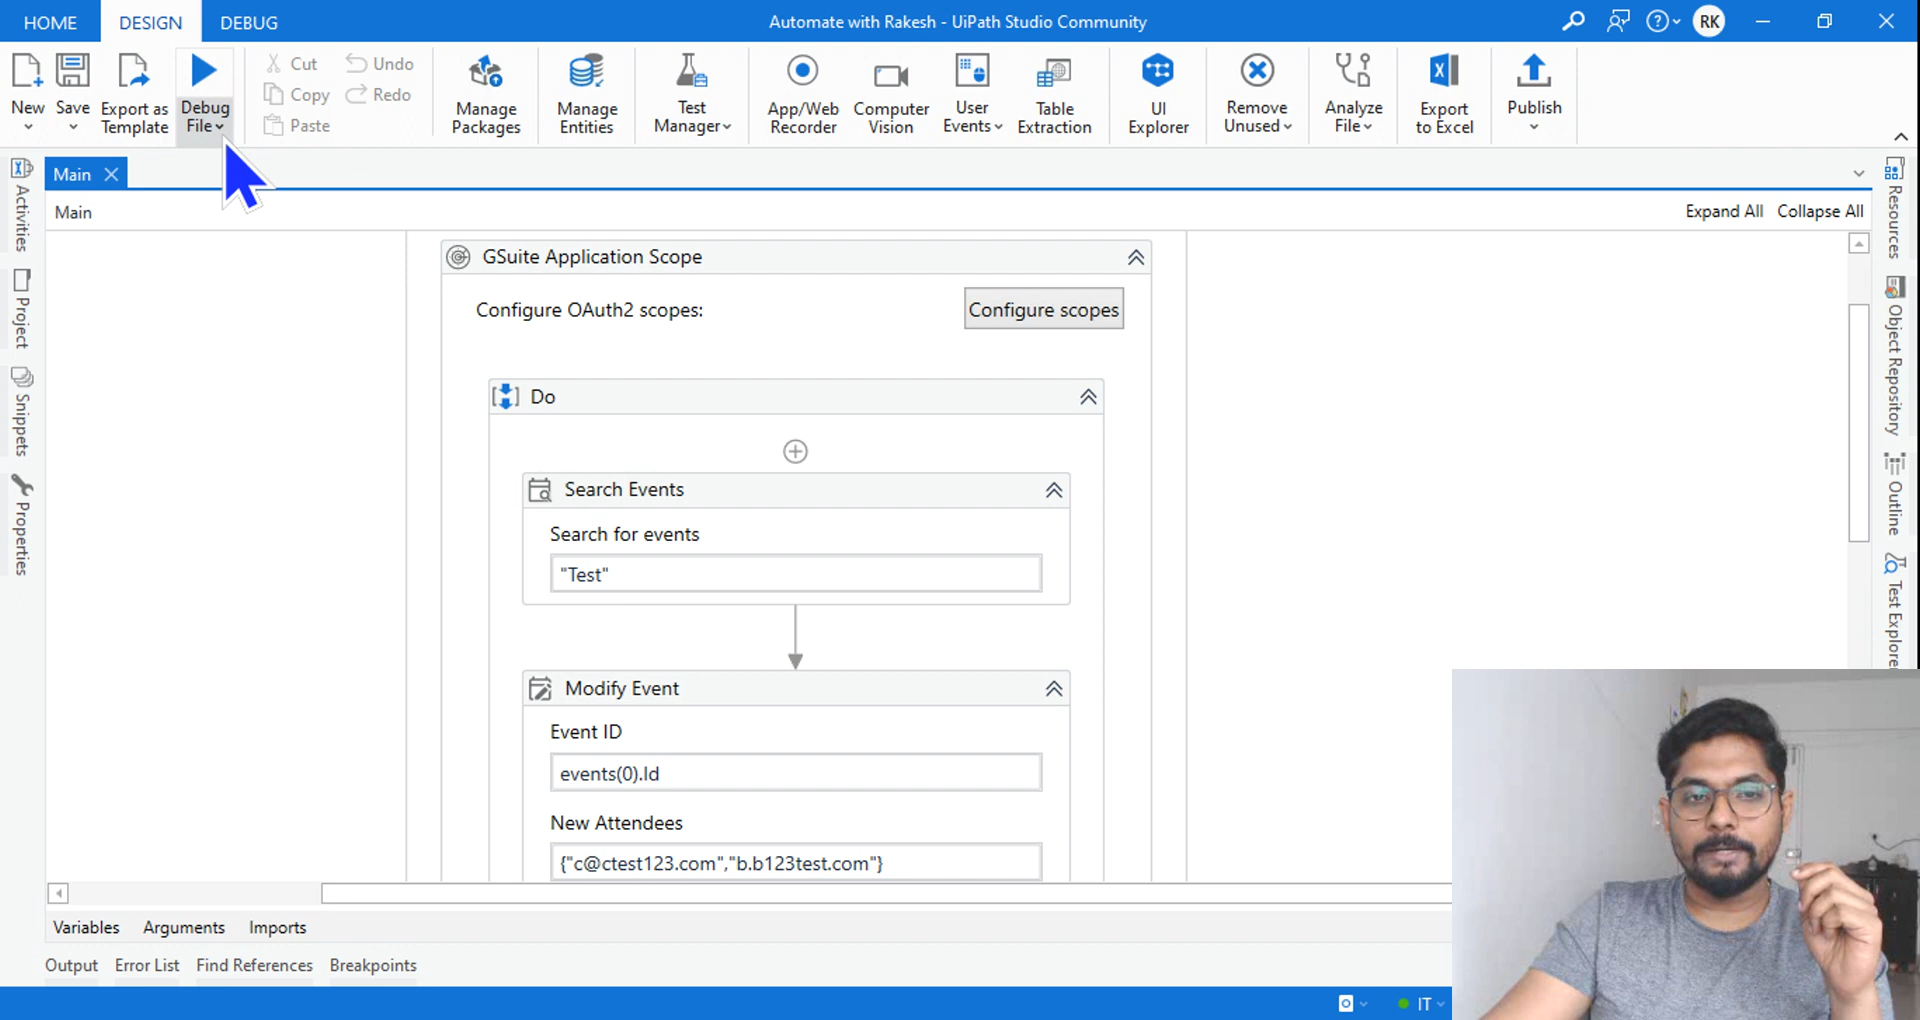 HOME DESIGN DEBUG
Automate with Rakesh - UiPath Studio Community
RK
New
Save
Export as
Template
Debug
File
Cut
Copy
Paste
Undo
Redo
Manage
Packages
Manage
Entities
Test
Manager
App/Web
Recorder
Computer
Vision
User
Events
Table
Extraction
UI
Explorer
Remove
Unused
Analyze
File
Export
to Excel
Publish
Main
Main
Expand All Collapse All
Activities
Project
Snippets
Properties
GSuite Application Scope
Configure OAuth2 scopes:
Configure scopes
Do
Search Events
Search for events
"Test"
Modify Event
Event ID
events(0).Id
New Attendees
{"c@ctest123.com","b.b123test.com"}
Resources
Object Repository
Outline
Test Explorer
Variables Arguments Imports
Output Error List Find References Breakpoints
IT